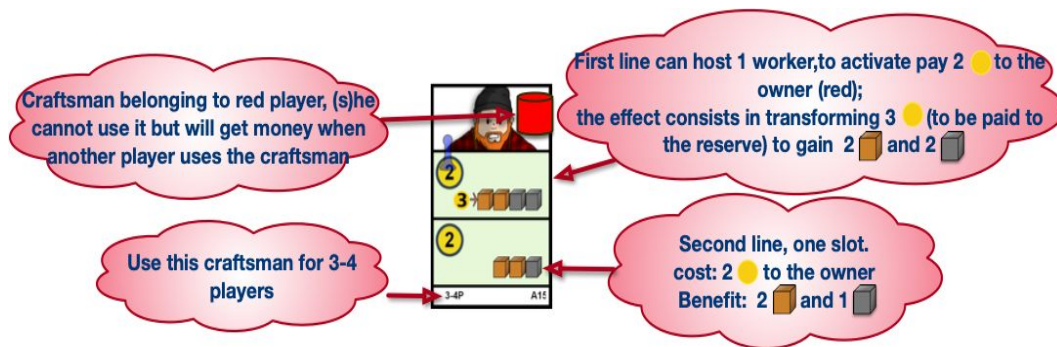 Craftsman belonging to red player, (s)he
cannot use it but will get money when
another player uses the craftsman
First line can host 1 worker,to activate pay 2 to the
owner (red);
the effect consists in transforming 3 (to be paid to
the reserve) to gain 2 and 2
2
3
2
3-4P A15
Use this craftsman for 3-4
players
Second line, one slot.
cost: 2 to the owner
Benefit: 2 and 1